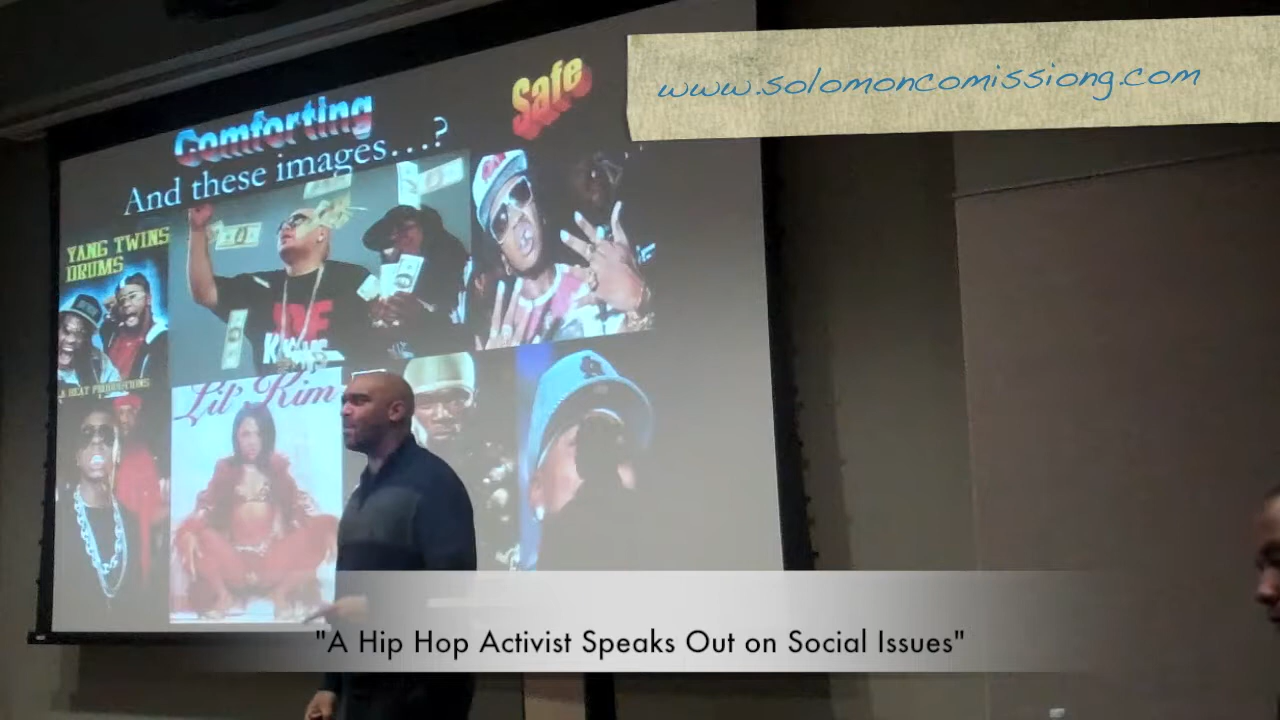 www.solomoncomissiong.com
Safe
Comforting
And these images...?
YANG TWINS
DRUMS
Lil' Kim
"A Hip Hop Activist Speaks Out on Social Issues"